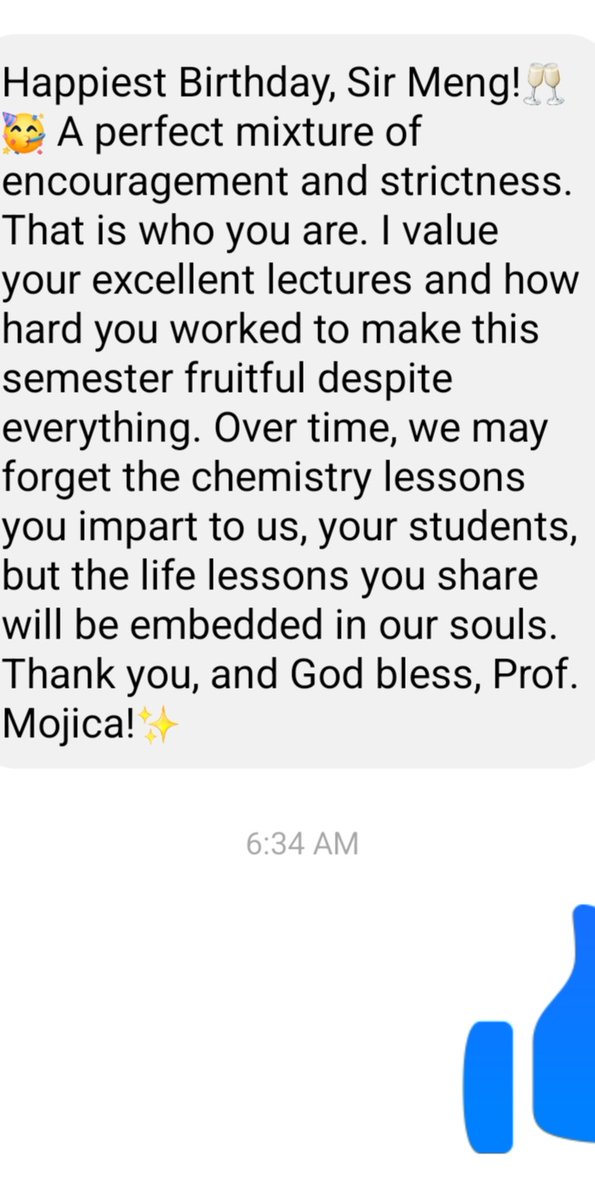 Happiest Birthday, Sir Meng!🥂
🥳 A perfect mixture of
encouragement and strictness.
That is who you are. I value
your excellent lectures and how
hard you worked to make this
semester fruitful despite
everything. Over time, we may
forget the chemistry lessons
you impart to us, your students,
but the life lessons you share
will be embedded in our souls.
Thank you, and God bless, Prof.
Mojica!✨
6:34 AM